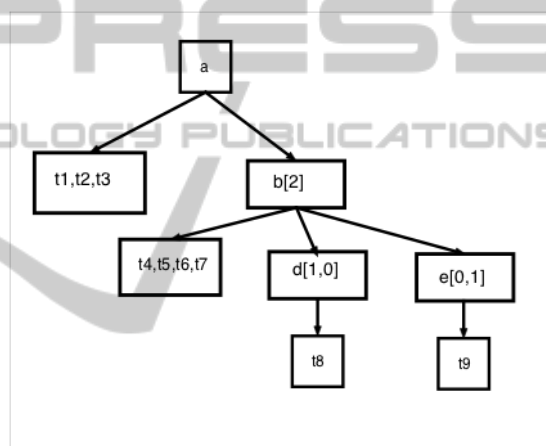 PRESS
OLOGY PUBLICATIONS
a
t1,t2,t3
b[2]
t4,t5,t6,t7
d[1,0]
e[0,1]
t8
t9